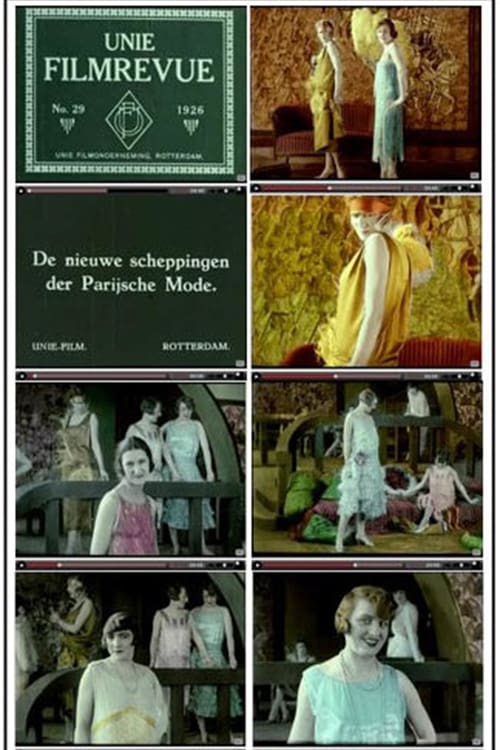 UNIE
FILMREVUE
No. 29
1926
UNIE FILMONDERNEMING, ROTTERDAM.
De nieuwe scheppingen
der Parijsche Mode.
UNIE-FILM.
ROTTERDAM.